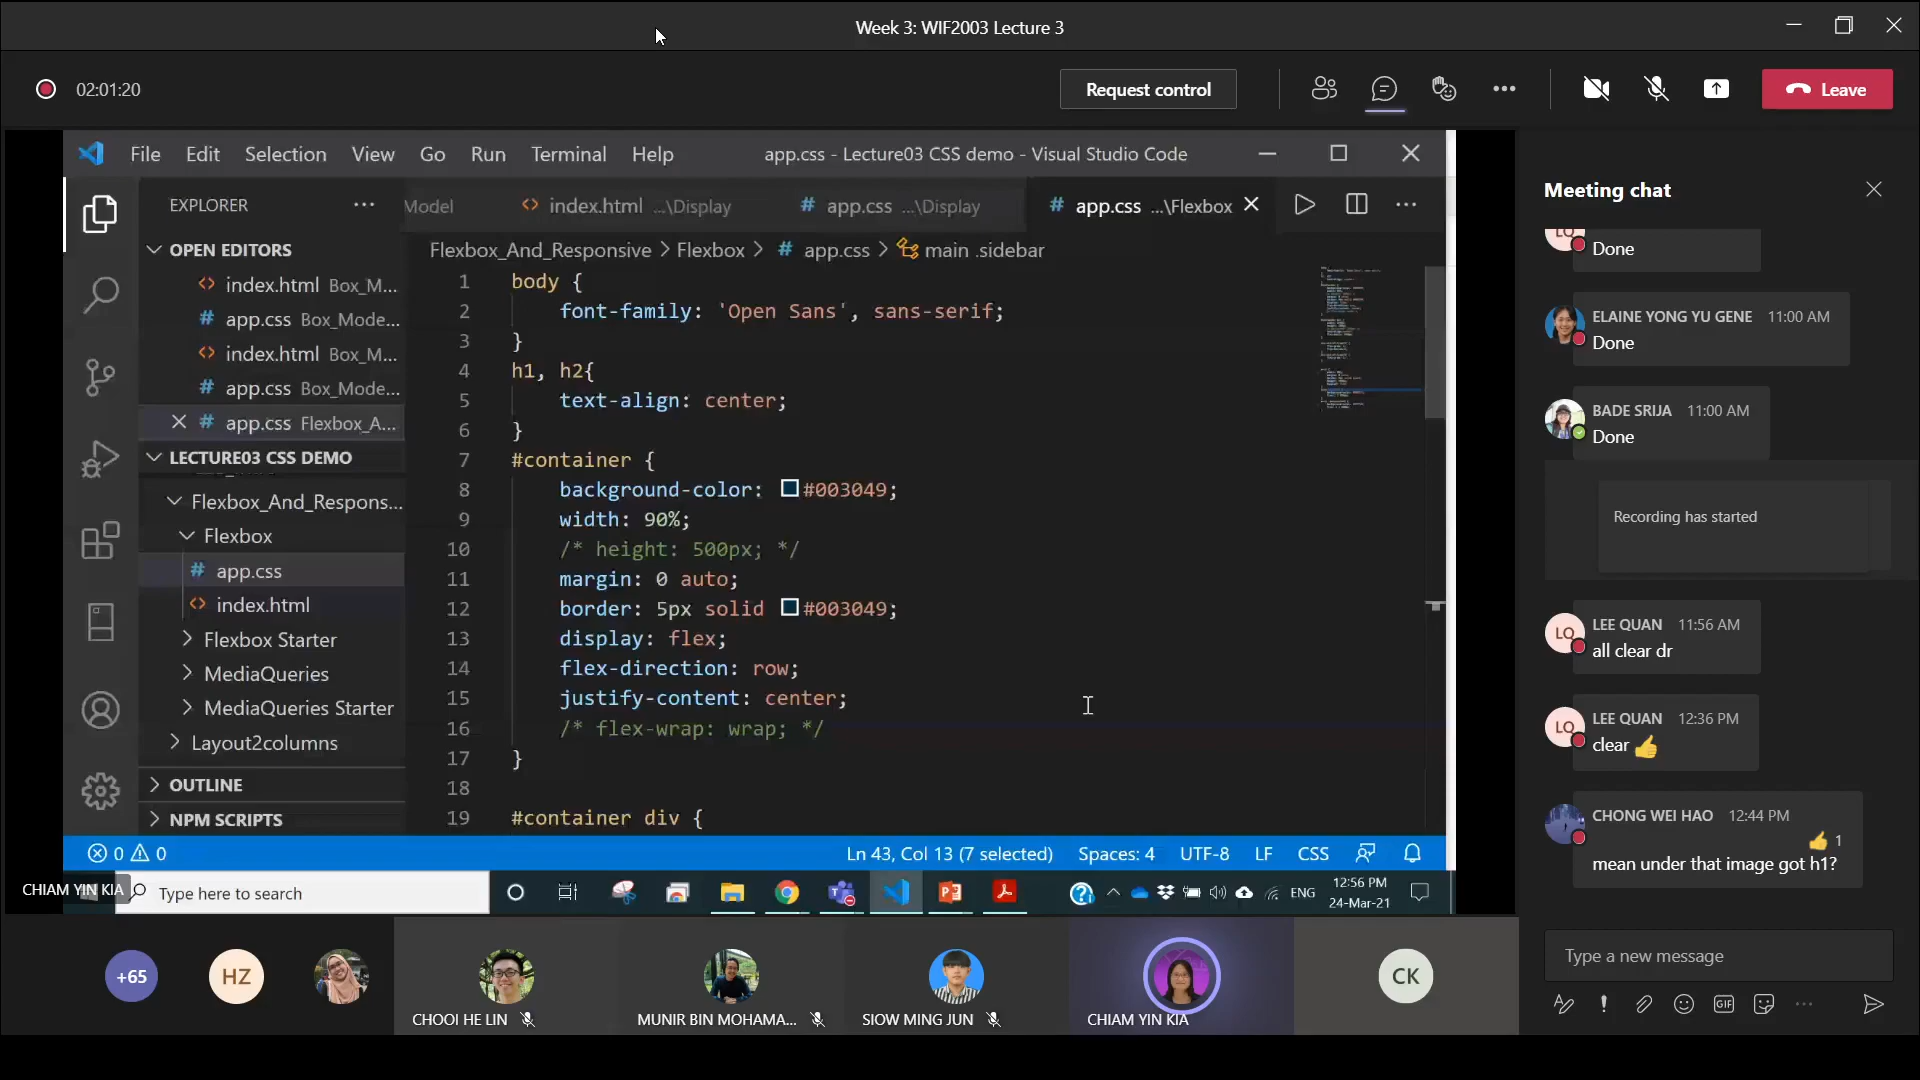 Week 3: WIF2003 Lecture 3
02:01:20
Request control
Leave
File Edit Selection View Go Run Terminal Help
app.css - Lecture03 CSS demo - Visual Studio Code
EXPLORER
Model
index.html ...\Display
app.css ...\Display
app.css ...\Flexbox
OPEN EDITORS
index.html Box_M...
app.css Box_Mode...
index.html Box_M...
app.css Box_Mode...
app.css Flexbox_A...
LECTURE03 CSS DEMO
Flexbox_And_Respons...
Flexbox
app.css
index.html
Flexbox Starter
MediaQueries
MediaQueries Starter
Layout2columns
OUTLINE
NPM SCRIPTS
Flexbox_And_Responsive > Flexbox > # app.css > main .sidebar
1 body {
2 font-family: 'Open Sans', sans-serif;
3 }
4 h1, h2{
5 text-align: center;
6 }
7 #container {
8 background-color: #003049;
9 width: 90%;
10 /* height: 500px; */
11 margin: 0 auto;
12 border: 5px solid #003049;
13 display: flex;
14 flex-direction: row;
15 justify-content: center;
16 /* flex-wrap: wrap; */
17 }
18
19 #container div {
0 0
Ln 43, Col 13 (7 selected) Spaces: 4 UTF-8 LF CSS
CHIAM YIN KIA
Type here to search
ENG
12:56 PM
24-Mar-21
+65
HZ
CHOOI HE LIN
MUNIR BIN MOHAMA...
SIOW MING JUN
CHIAM YIN KIA
CK
Meeting chat
LQ
Done
ELAINE YONG YU GENE 11:00 AM
Done
BADE SRIJA 11:00 AM
Done
Recording has started
LQ
LEE QUAN 11:56 AM
all clear dr
LQ
LEE QUAN 12:36 PM
clear 👍
CHONG WEI HAO 12:44 PM
👍 1
mean under that image got h1?
Type a new message
GIF